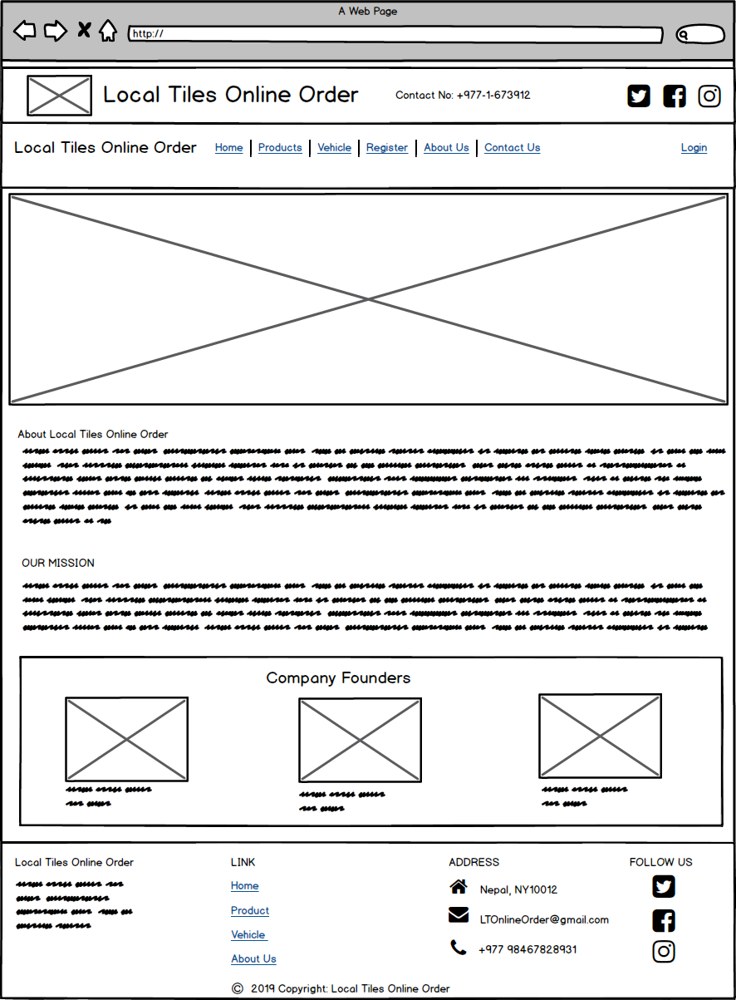 A Web Page
http://
Local Tiles Online Order
Contact No: +977-1-673912
Local Tiles Online Order
Home | Products | Vehicle | Register | About Us | Contact Us
Login
About Local Tiles Online Order
OUR MISSION
Company Founders
Local Tiles Online Order
LINK
Home
Product
Vehicle
About Us
ADDRESS
Nepal, NY10012
LTOnlineOrder@gmail.com
+977 98467828931
FOLLOW US
© 2019 Copyright: Local Tiles Online Order